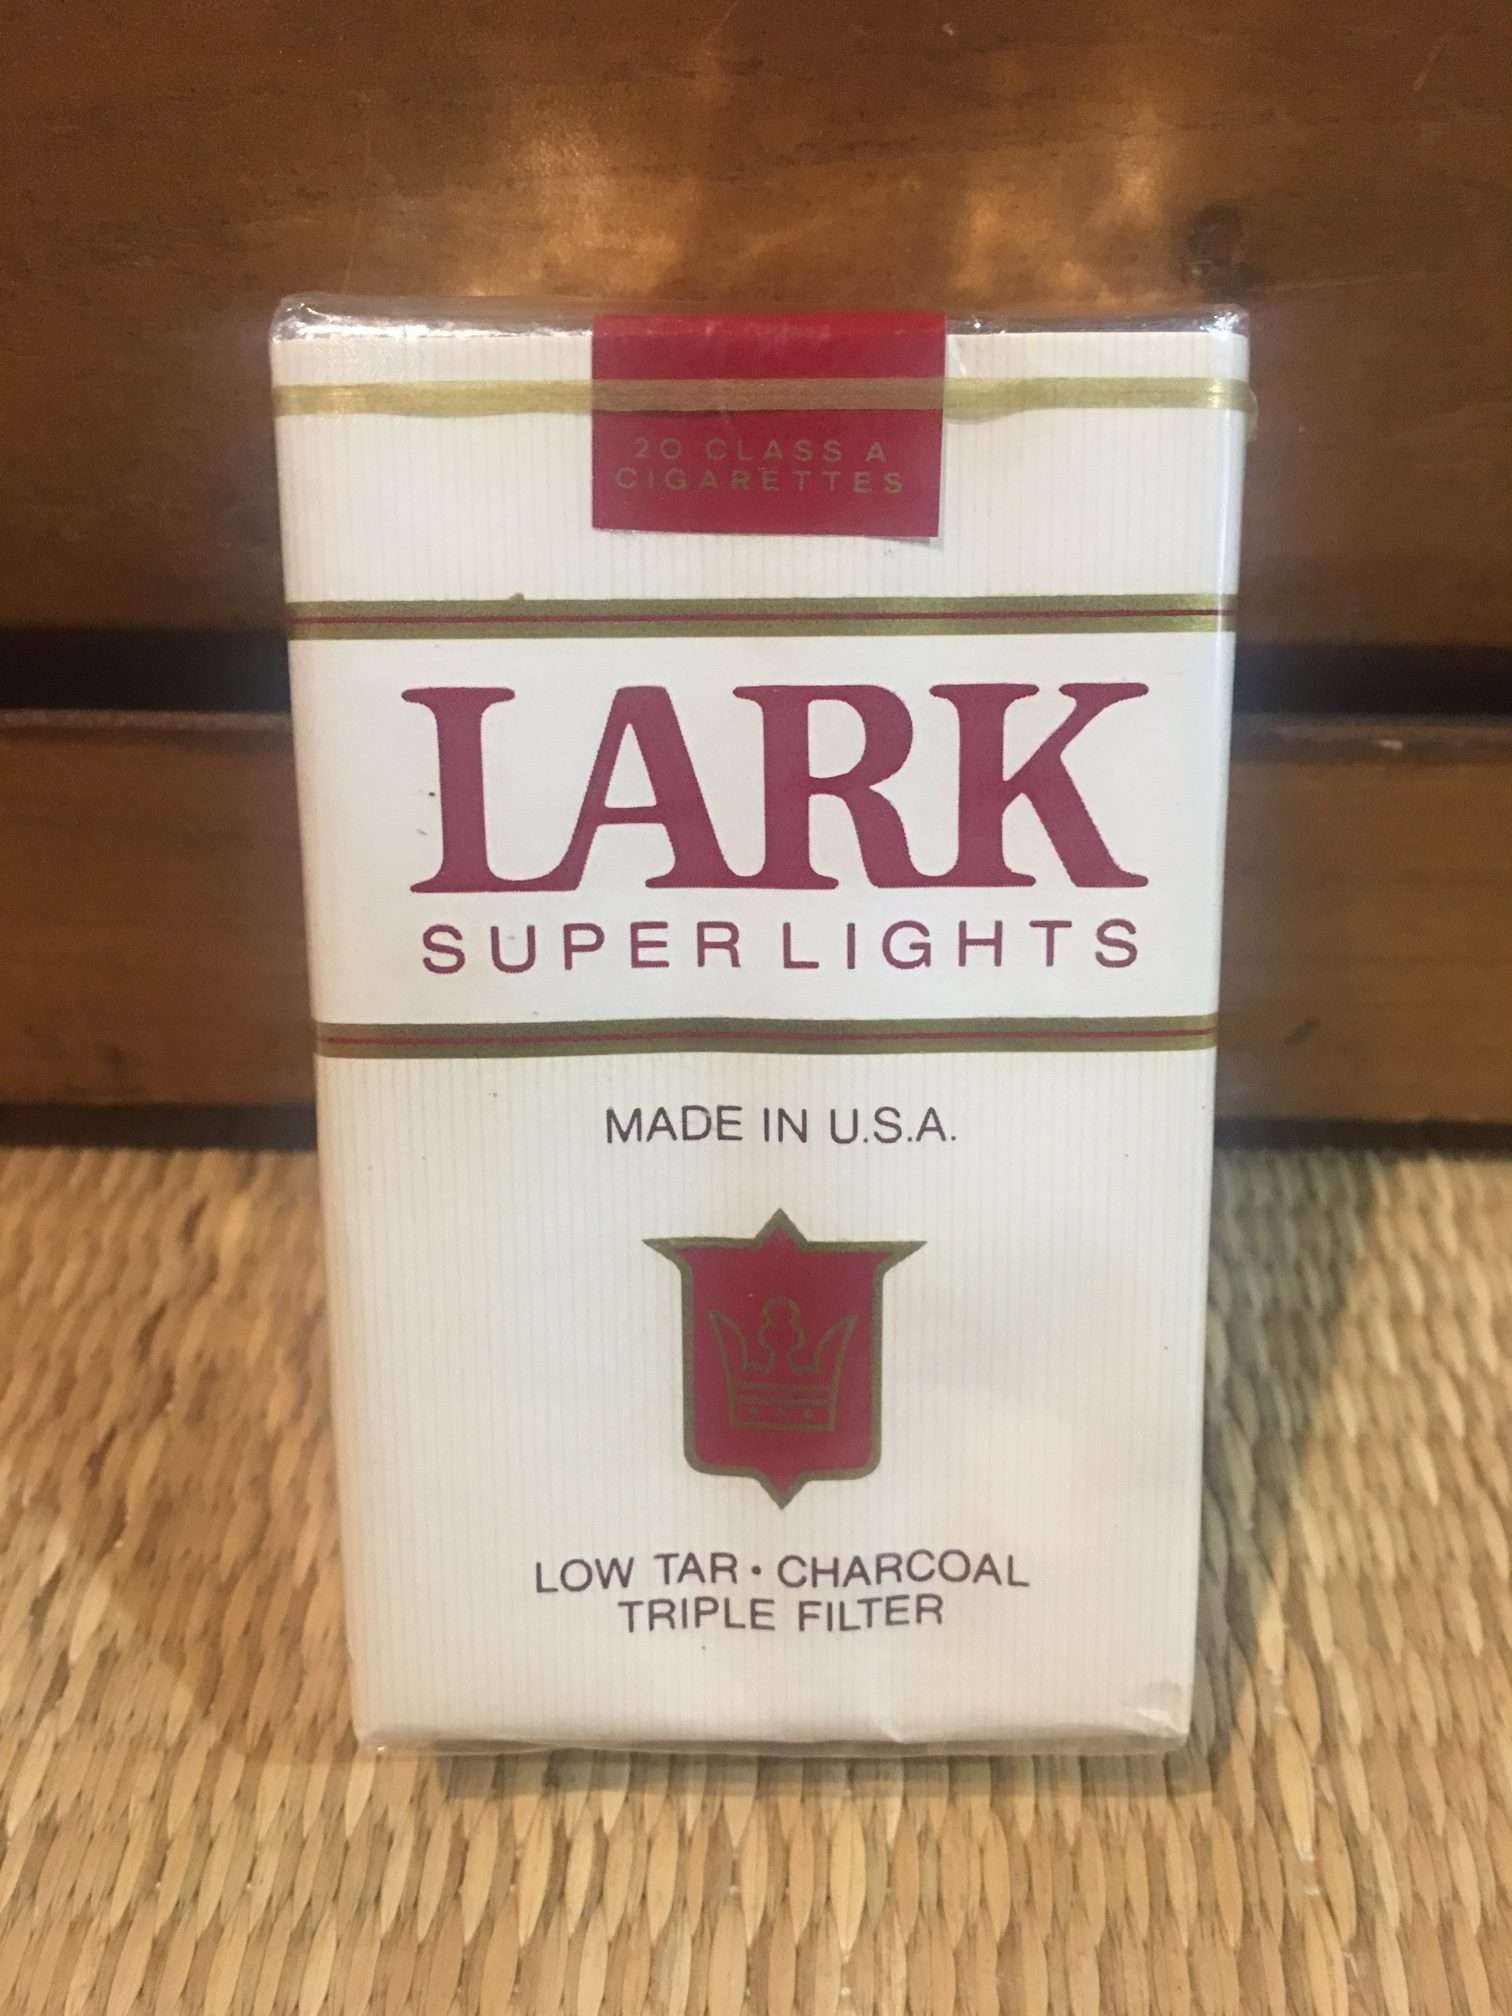 20 CLASS A
CIGARETTES
LARK
SUPER LIGHTS
MADE IN U.S.A.
LOW TAR • CHARCOAL
TRIPLE FILTER